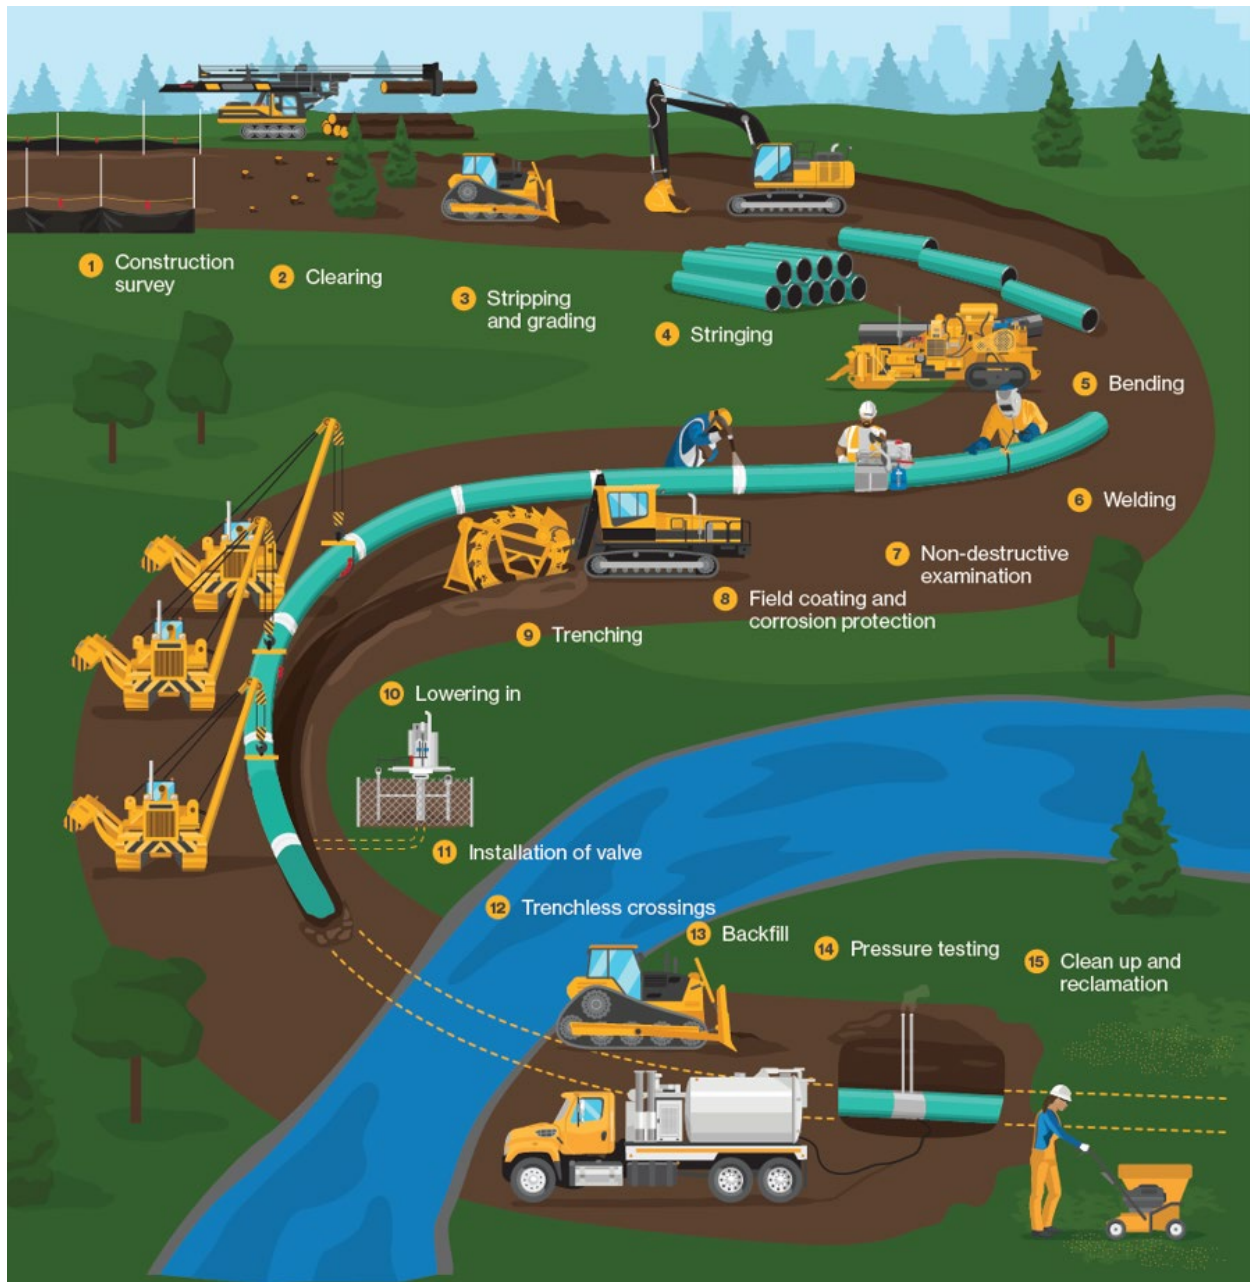 1 Construction
survey
2 Clearing
3 Stripping
and grading
4 Stringing
5 Bending
6 Welding
7 Non-destructive
examination
8 Field coating and
corrosion protection
9 Trenching
10 Lowering in
11 Installation of valve
12 Trenchless crossings
13 Backfill
14 Pressure testing
15 Clean up and
reclamation